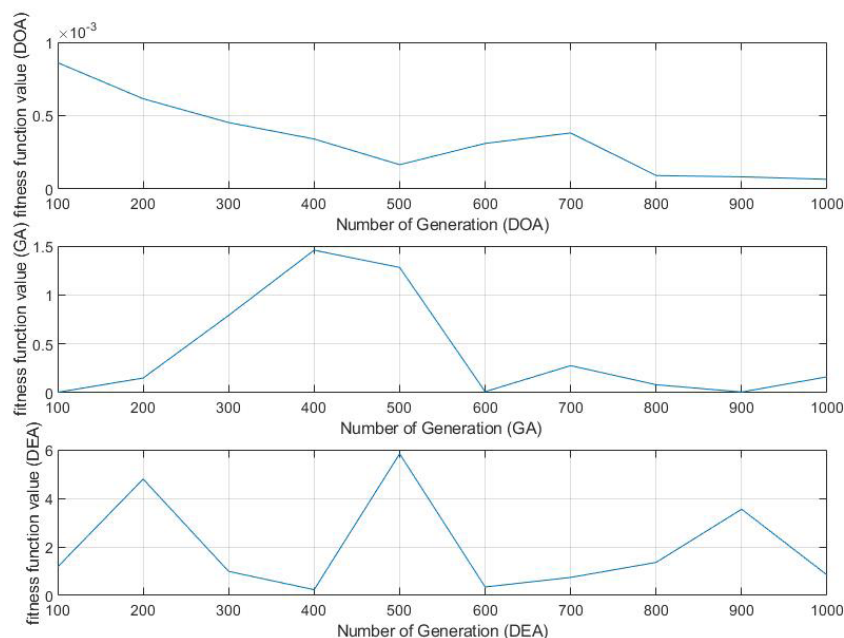 ×10⁻³
fitness function value (DOA)
1
0.5
0
100 200 300 400 500 600 700 800 900 1000
Number of Generation (DOA)
fitness function value (GA)
1.5
1
0.5
0
100 200 300 400 500 600 700 800 900 1000
Number of Generation (GA)
fitness function value (DEA)
6
4
2
0
100 200 300 400 500 600 700 800 900 1000
Number of Generation (DEA)